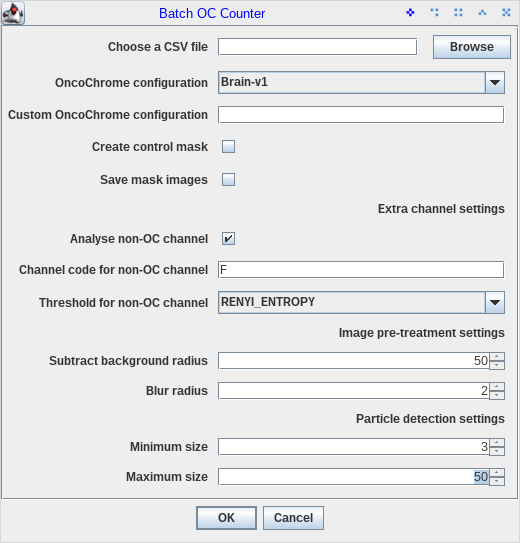 Batch OC Counter
Choose a CSV file Browse
OncoChrome configuration Brain-v1
Custom OncoChrome configuration
Create control mask
Save mask images
Extra channel settings
Analyse non-OC channel
Channel code for non-OC channel F
Threshold for non-OC channel RENYI_ENTROPY
Image pre-treatment settings
Subtract background radius 50
Blur radius 2
Particle detection settings
Minimum size 3
Maximum size 50
OK Cancel